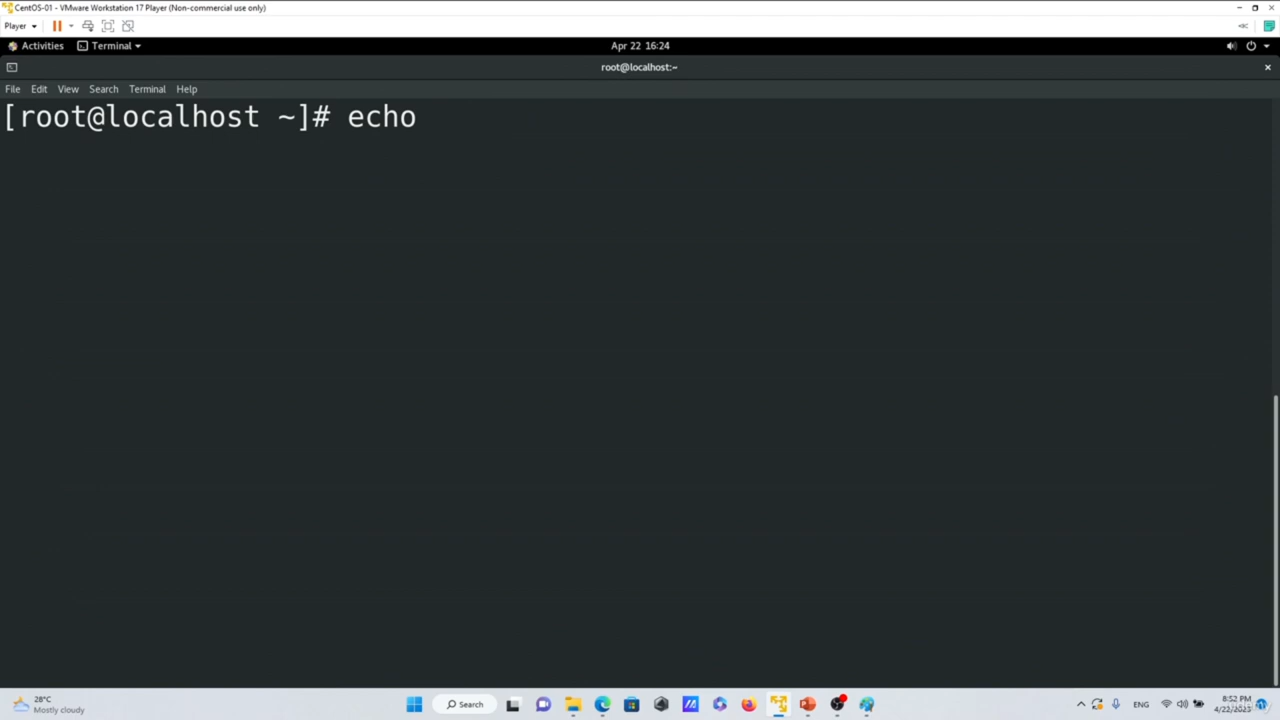 CentOS-01 - VMware Workstation 17 Player (Non-commercial use only)
Player
Activities Terminal Apr 22 16:24
root@localhost:~
File Edit View Search Terminal Help
[root@localhost ~]# echo
28°C
Mostly cloudy
Search
ENG
8:52 PM
4/22/2023